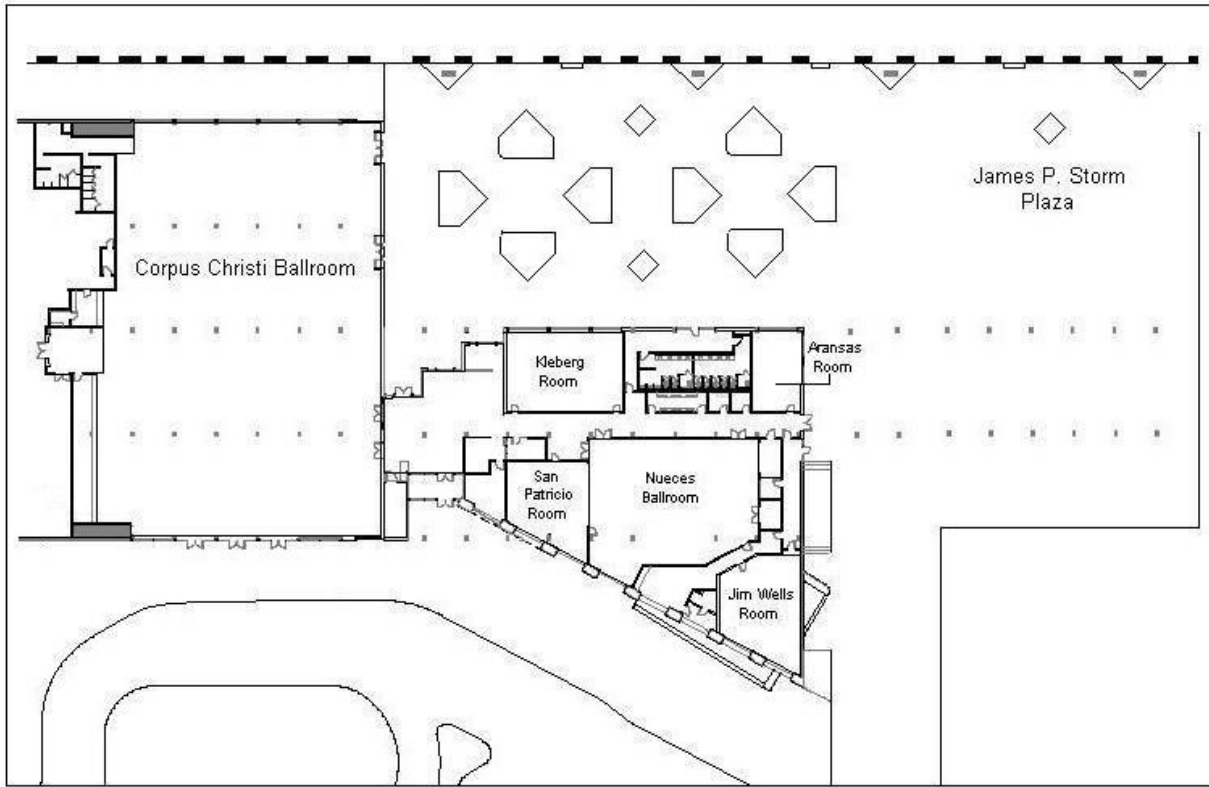 James P. Storm
Plaza
Corpus Christi Ballroom
Kleberg
Room
Aransas
Room
San
Patricio
Room
Nueces
Ballroom
Jim Wells
Room